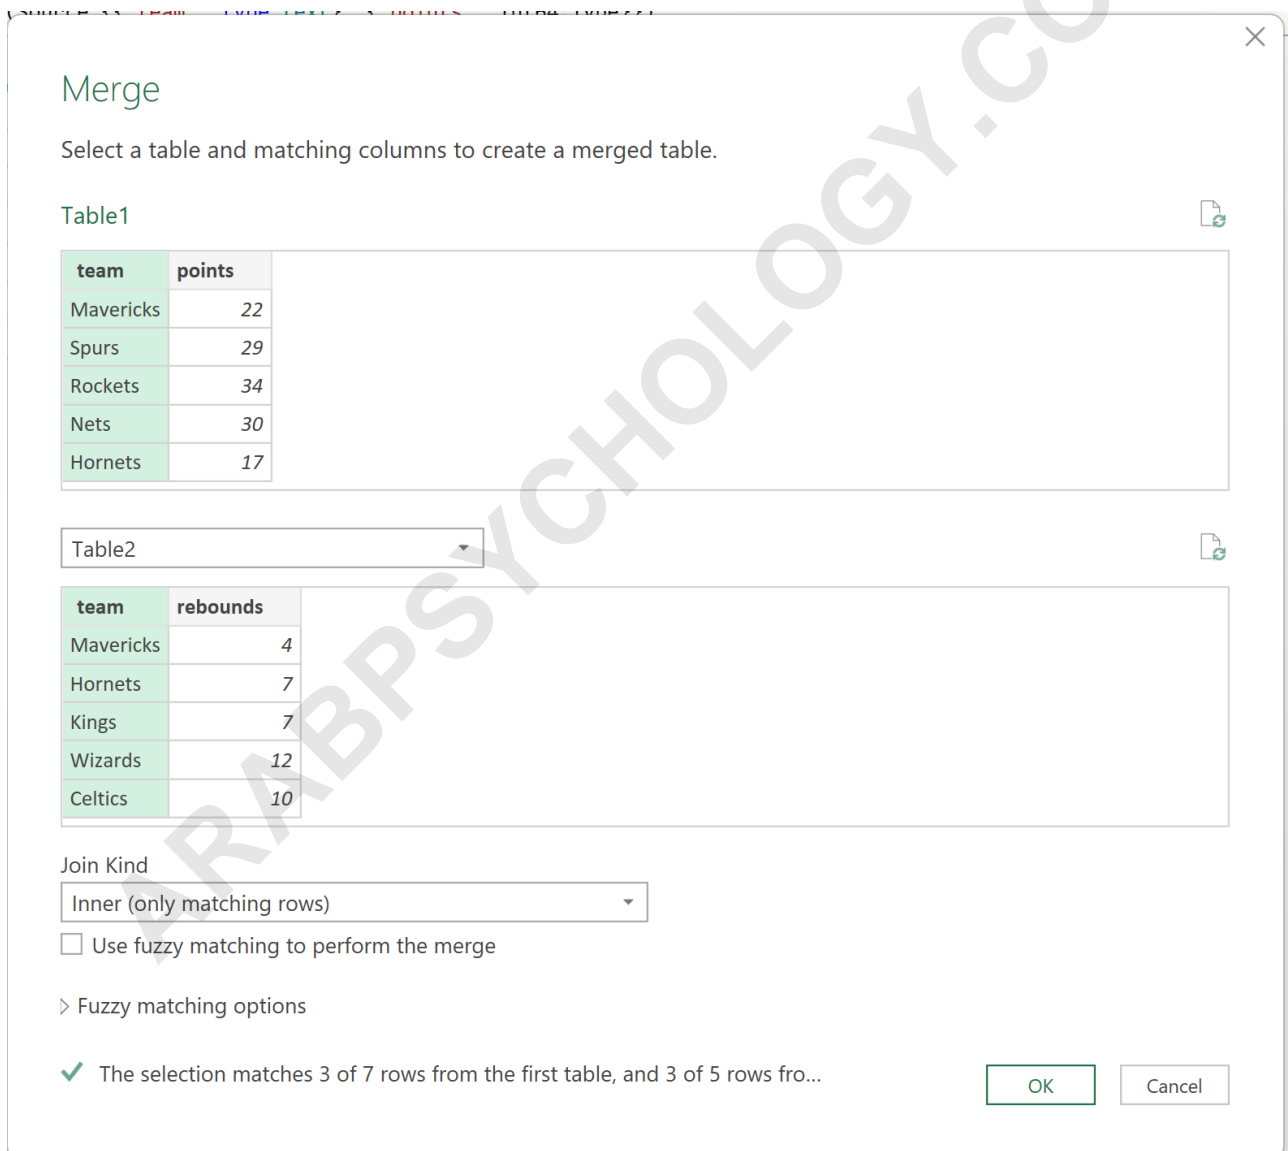 Merge
Select a table and matching columns to create a merged table.
Table1
team points
Mavericks 22
Spurs 29
Rockets 34
Nets 30
Hornets 17
Table2
team rebounds
Mavericks 4
Hornets 7
Kings 7
Wizards 12
Celtics 10
Join Kind
Inner (only matching rows)
Use fuzzy matching to perform the merge
Fuzzy matching options
The selection matches 3 of 7 rows from the first table, and 3 of 5 rows fro...
OK Cancel
ARABPSYCHOLOGY.CO